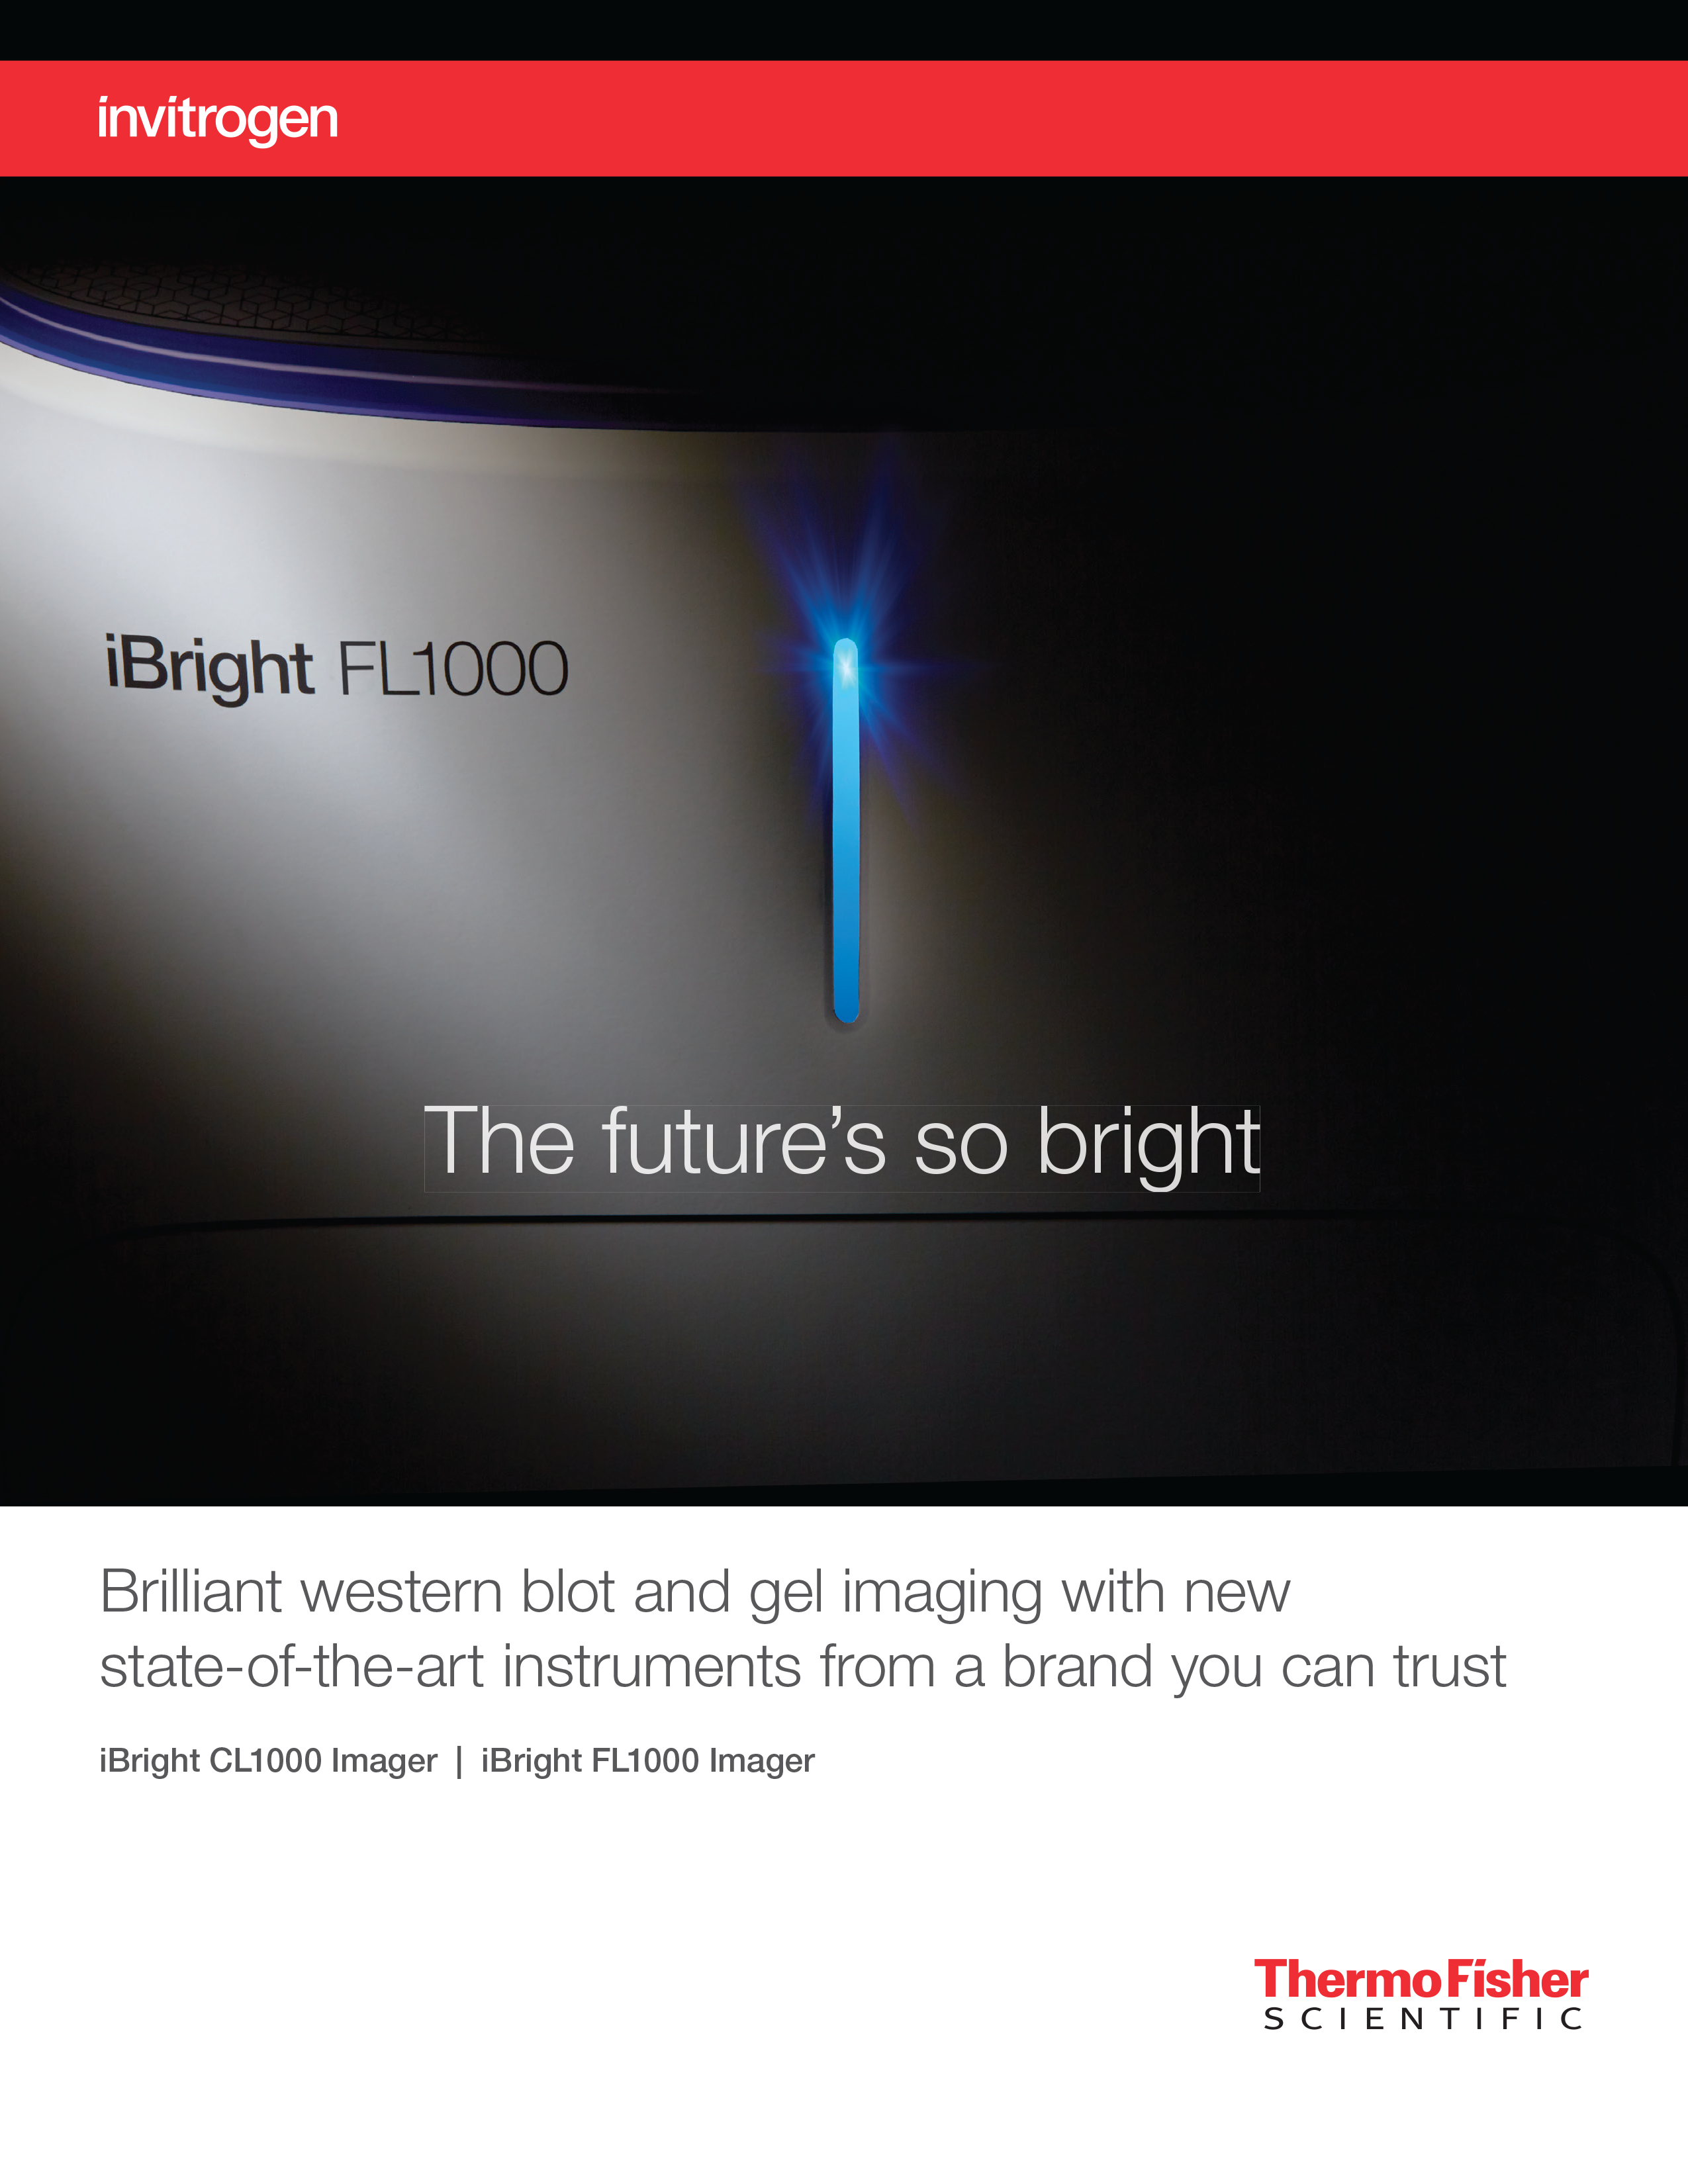 invitrogen
iBright FL1000
The future’s so bright
Brilliant western blot and gel imaging with new
state-of-the-art instruments from a brand you can trust
iBright CL1000 Imager | iBright FL1000 Imager
ThermoFisher
SCIENTIFIC